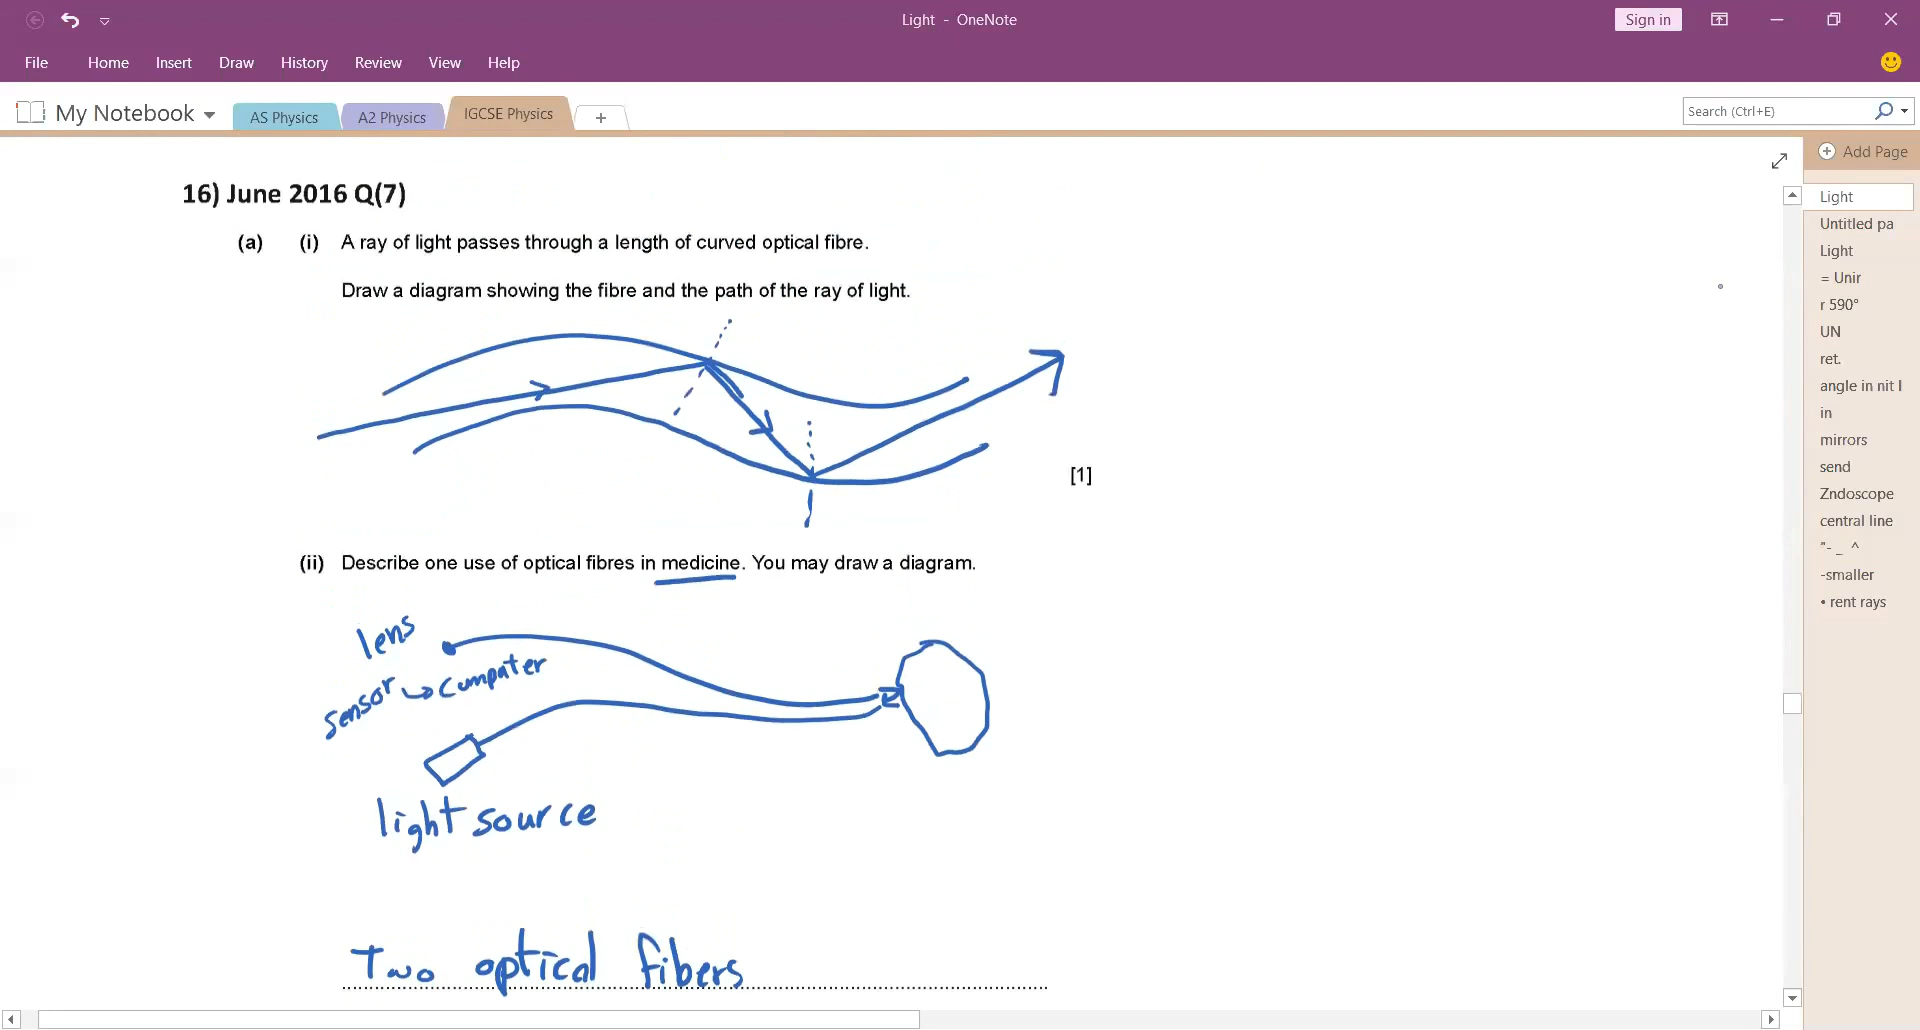 Light - OneNote
Sign in
File Home Insert Draw History Review View Help
My Notebook
AS Physics
A2 Physics
IGCSE Physics
+
Search (Ctrl+E)
Add Page
16) June 2016 Q(7)
(a) (i) A ray of light passes through a length of curved optical fibre.
Draw a diagram showing the fibre and the path of the ray of light.
[1]
(ii) Describe one use of optical fibres in medicine. You may draw a diagram.
lens
sensor → computer
light source
Two optical fibers
Light
Untitled pa
Light
= Unir
r 590°
UN
ret.
angle in nit I
in
mirrors
send
Zndoscope
central line
"- _ ^
-smaller
• rent rays